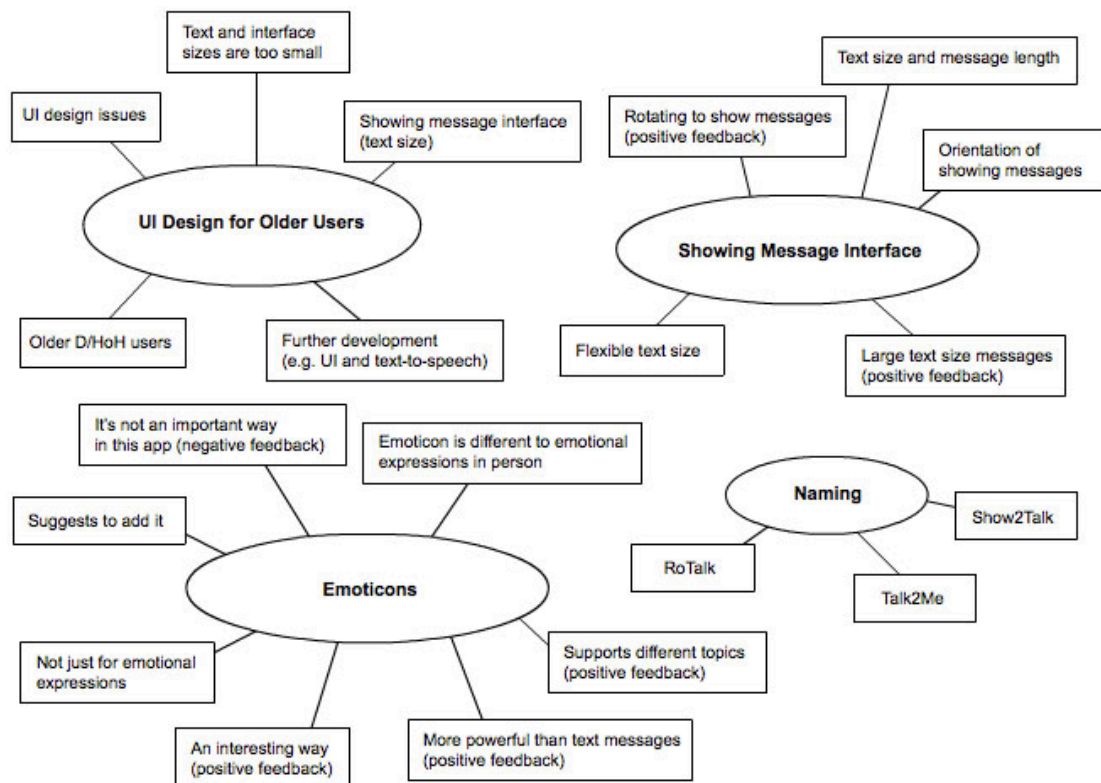 Text and interface
sizes are too small
UI design issues
Showing message interface
(text size)
UI Design for Older Users
Older D/HoH users
Further development
(e.g. UI and text-to-speech)
Text size and message length
Rotating to show messages
(positive feedback)
Orientation of
showing messages
Showing Message Interface
Flexible text size
Large text size messages
(positive feedback)
It's not an important way
in this app (negative feedback)
Emoticon is different to emotional
expressions in person
Suggests to add it
Emoticons
Not just for emotional
expressions
Supports different topics
(positive feedback)
An interesting way
(positive feedback)
More powerful than text messages
(positive feedback)
Naming
Show2Talk
RoTalk
Talk2Me